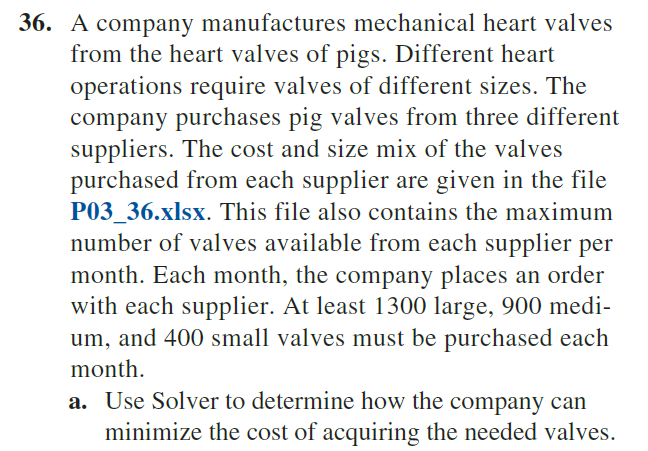 36. A company manufactures mechanical heart valves
from the heart valves of pigs. Different heart
operations require valves of different sizes. The
company purchases pig valves from three different
suppliers. The cost and size mix of the valves
purchased from each supplier are given in the file
P03_36.xlsx. This file also contains the maximum
number of valves available from each supplier per
month. Each month, the company places an order
with each supplier. At least 1300 large, 900 medi-
um, and 400 small valves must be purchased each
month.
a. Use Solver to determine how the company can
minimize the cost of acquiring the needed valves.